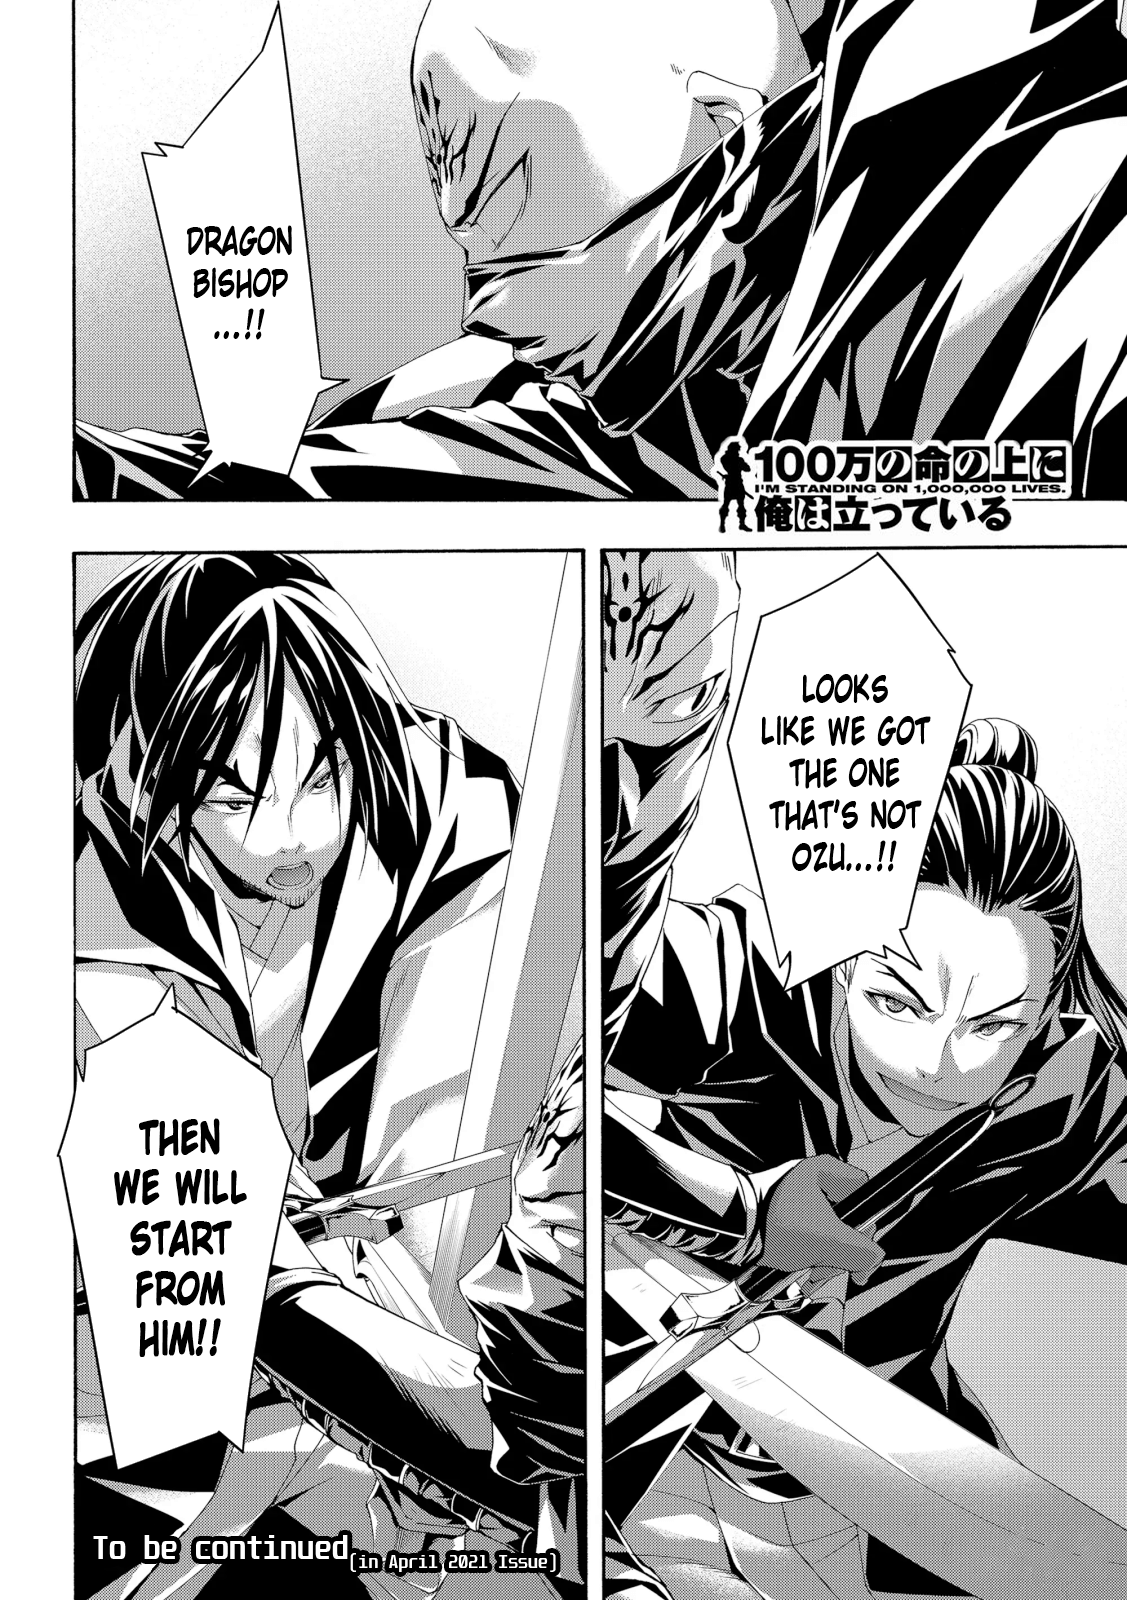 DRAGON
BISHOP
...!!
100万の命の上に
I'M STANDING ON 1,000,000 LIVES.
俺は立っている
LOOKS
LIKE WE GOT
THE ONE
THAT'S NOT
OZU...!!
THEN
WE WILL
START
FROM
HIM!!
To be continued(in April 2021 Issue)